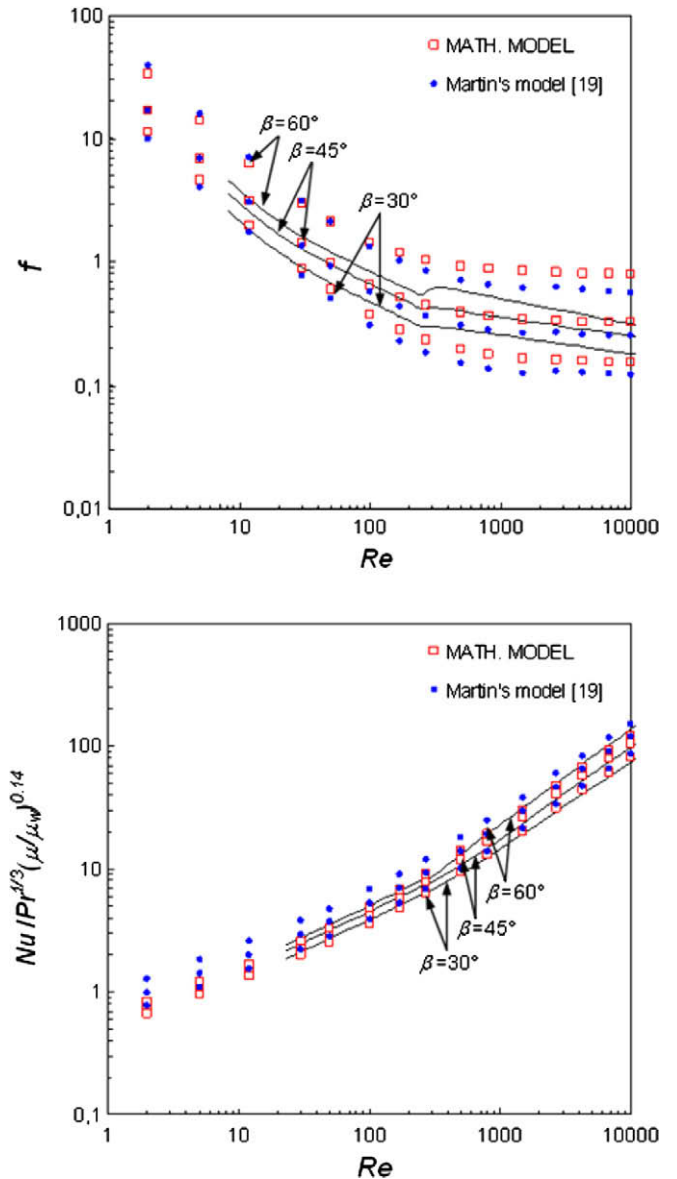 100
10
1
0,1
0,01
f
MATH. MODEL
Martin's model [19]
β=60°
β=45°
β=30°
1
10
100
1000
10000
Re
1000
100
10
1
0,1
Nu/Pr^1/3(μ/μw)^0.14
MATH. MODEL
Martin's model [19]
β=60°
β=45°
β=30°
1
10
100
1000
10000
Re